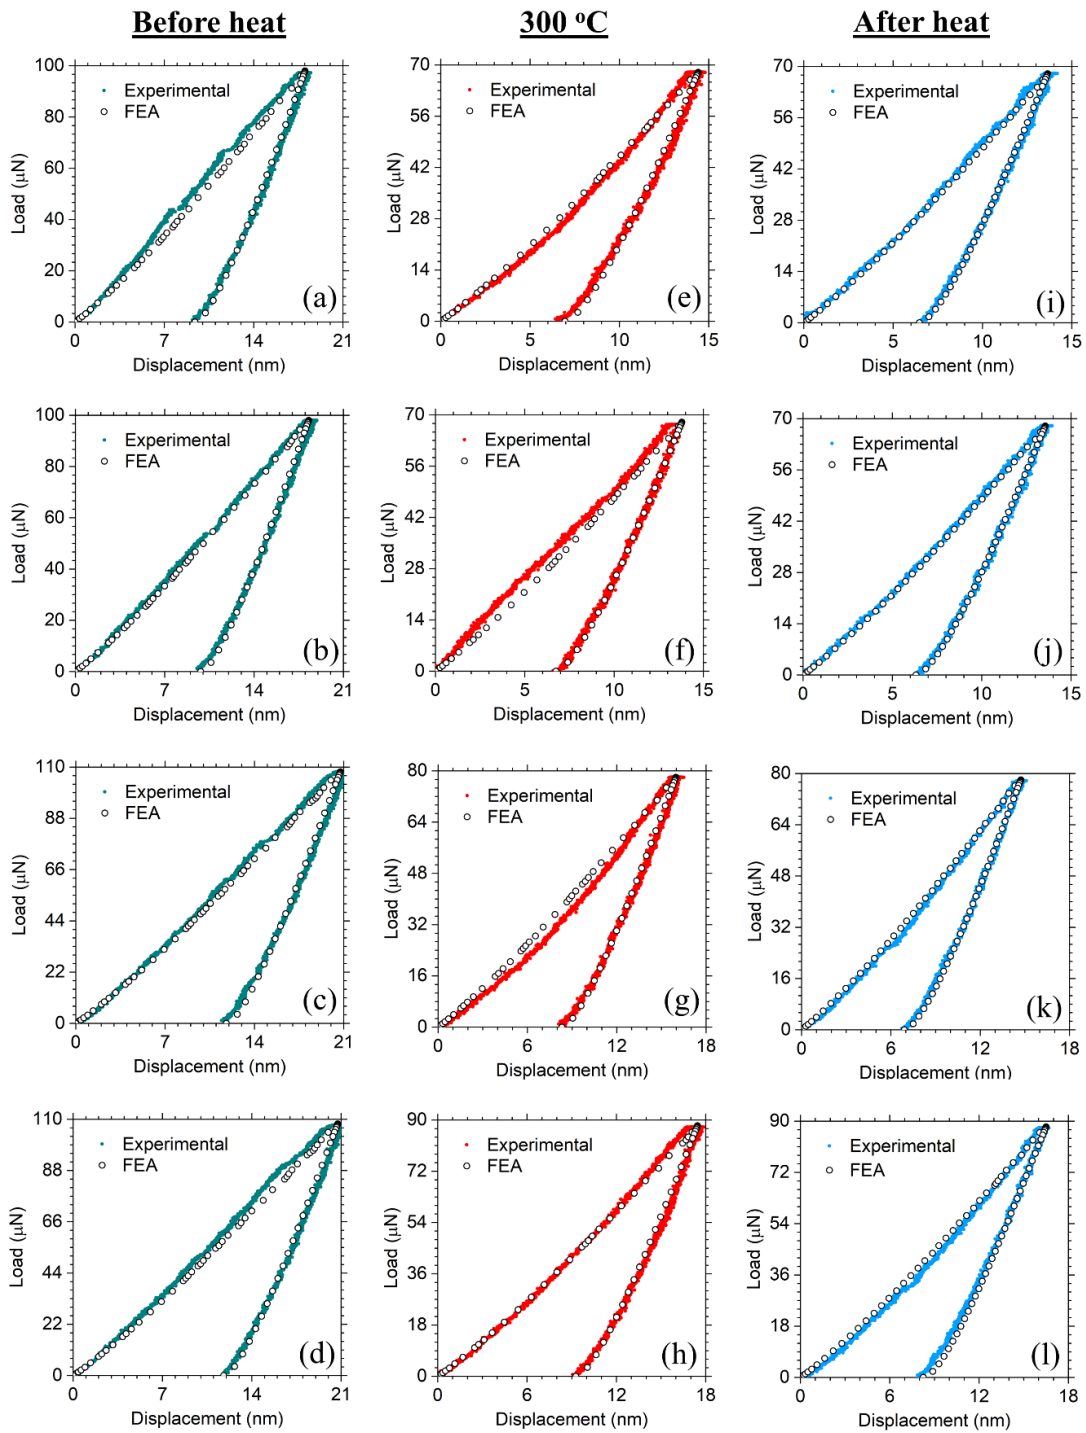 Before heat
300 °C
After heat
100
80
60
40
20
0
Load (μN)
Experimental
FEA
(a)
0 7 14 21
Displacement (nm)
70
56
42
28
14
0
Load (μN)
Experimental
FEA
(e)
0 5 10 15
Displacement (nm)
70
56
42
28
14
0
Load (μN)
Experimental
FEA
(i)
0 5 10 15
Displacement (nm)
100
80
60
40
20
0
Load (μN)
Experimental
FEA
(b)
0 7 14 21
Displacement (nm)
70
56
42
28
14
0
Load (μN)
Experimental
FEA
(f)
0 5 10 15
Displacement (nm)
70
56
42
28
14
0
Load (μN)
Experimental
FEA
(j)
0 5 10 15
Displacement (nm)
110
88
66
44
22
0
Load (μN)
Experimental
FEA
(c)
0 7 14 21
Displacement (nm)
80
64
48
32
16
0
Load (μN)
Experimental
FEA
(g)
0 6 12 18
Displacement (nm)
80
64
48
32
16
0
Load (μN)
Experimental
FEA
(k)
0 6 12 18
Displacement (nm)
110
88
66
44
22
0
Load (μN)
Experimental
FEA
(d)
0 7 14 21
Displacement (nm)
90
72
54
36
18
0
Load (μN)
Experimental
FEA
(h)
0 6 12 18
Displacement (nm)
90
72
54
36
18
0
Load (μN)
Experimental
FEA
(l)
0 6 12 18
Displacement (nm)